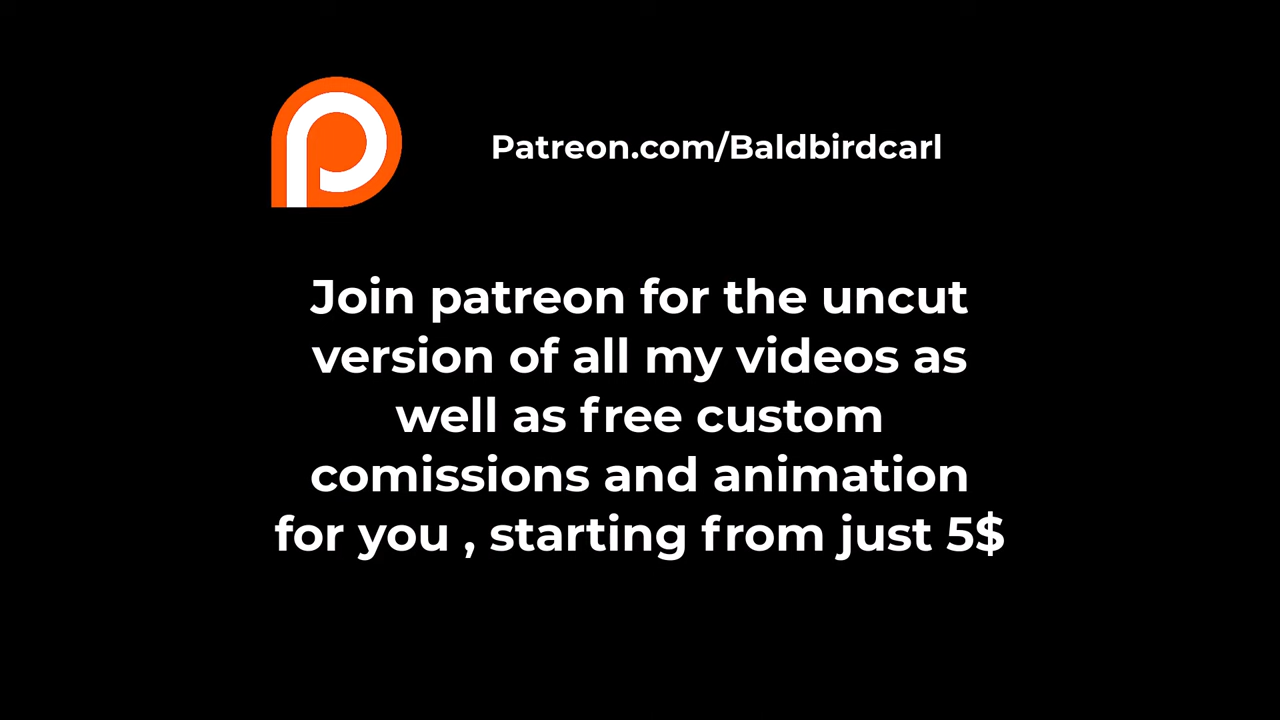 Patreon.com/Baldbirdcarl
Join patreon for the uncut
version of all my videos as
well as free custom
comissions and animation
for you , starting from just 5$